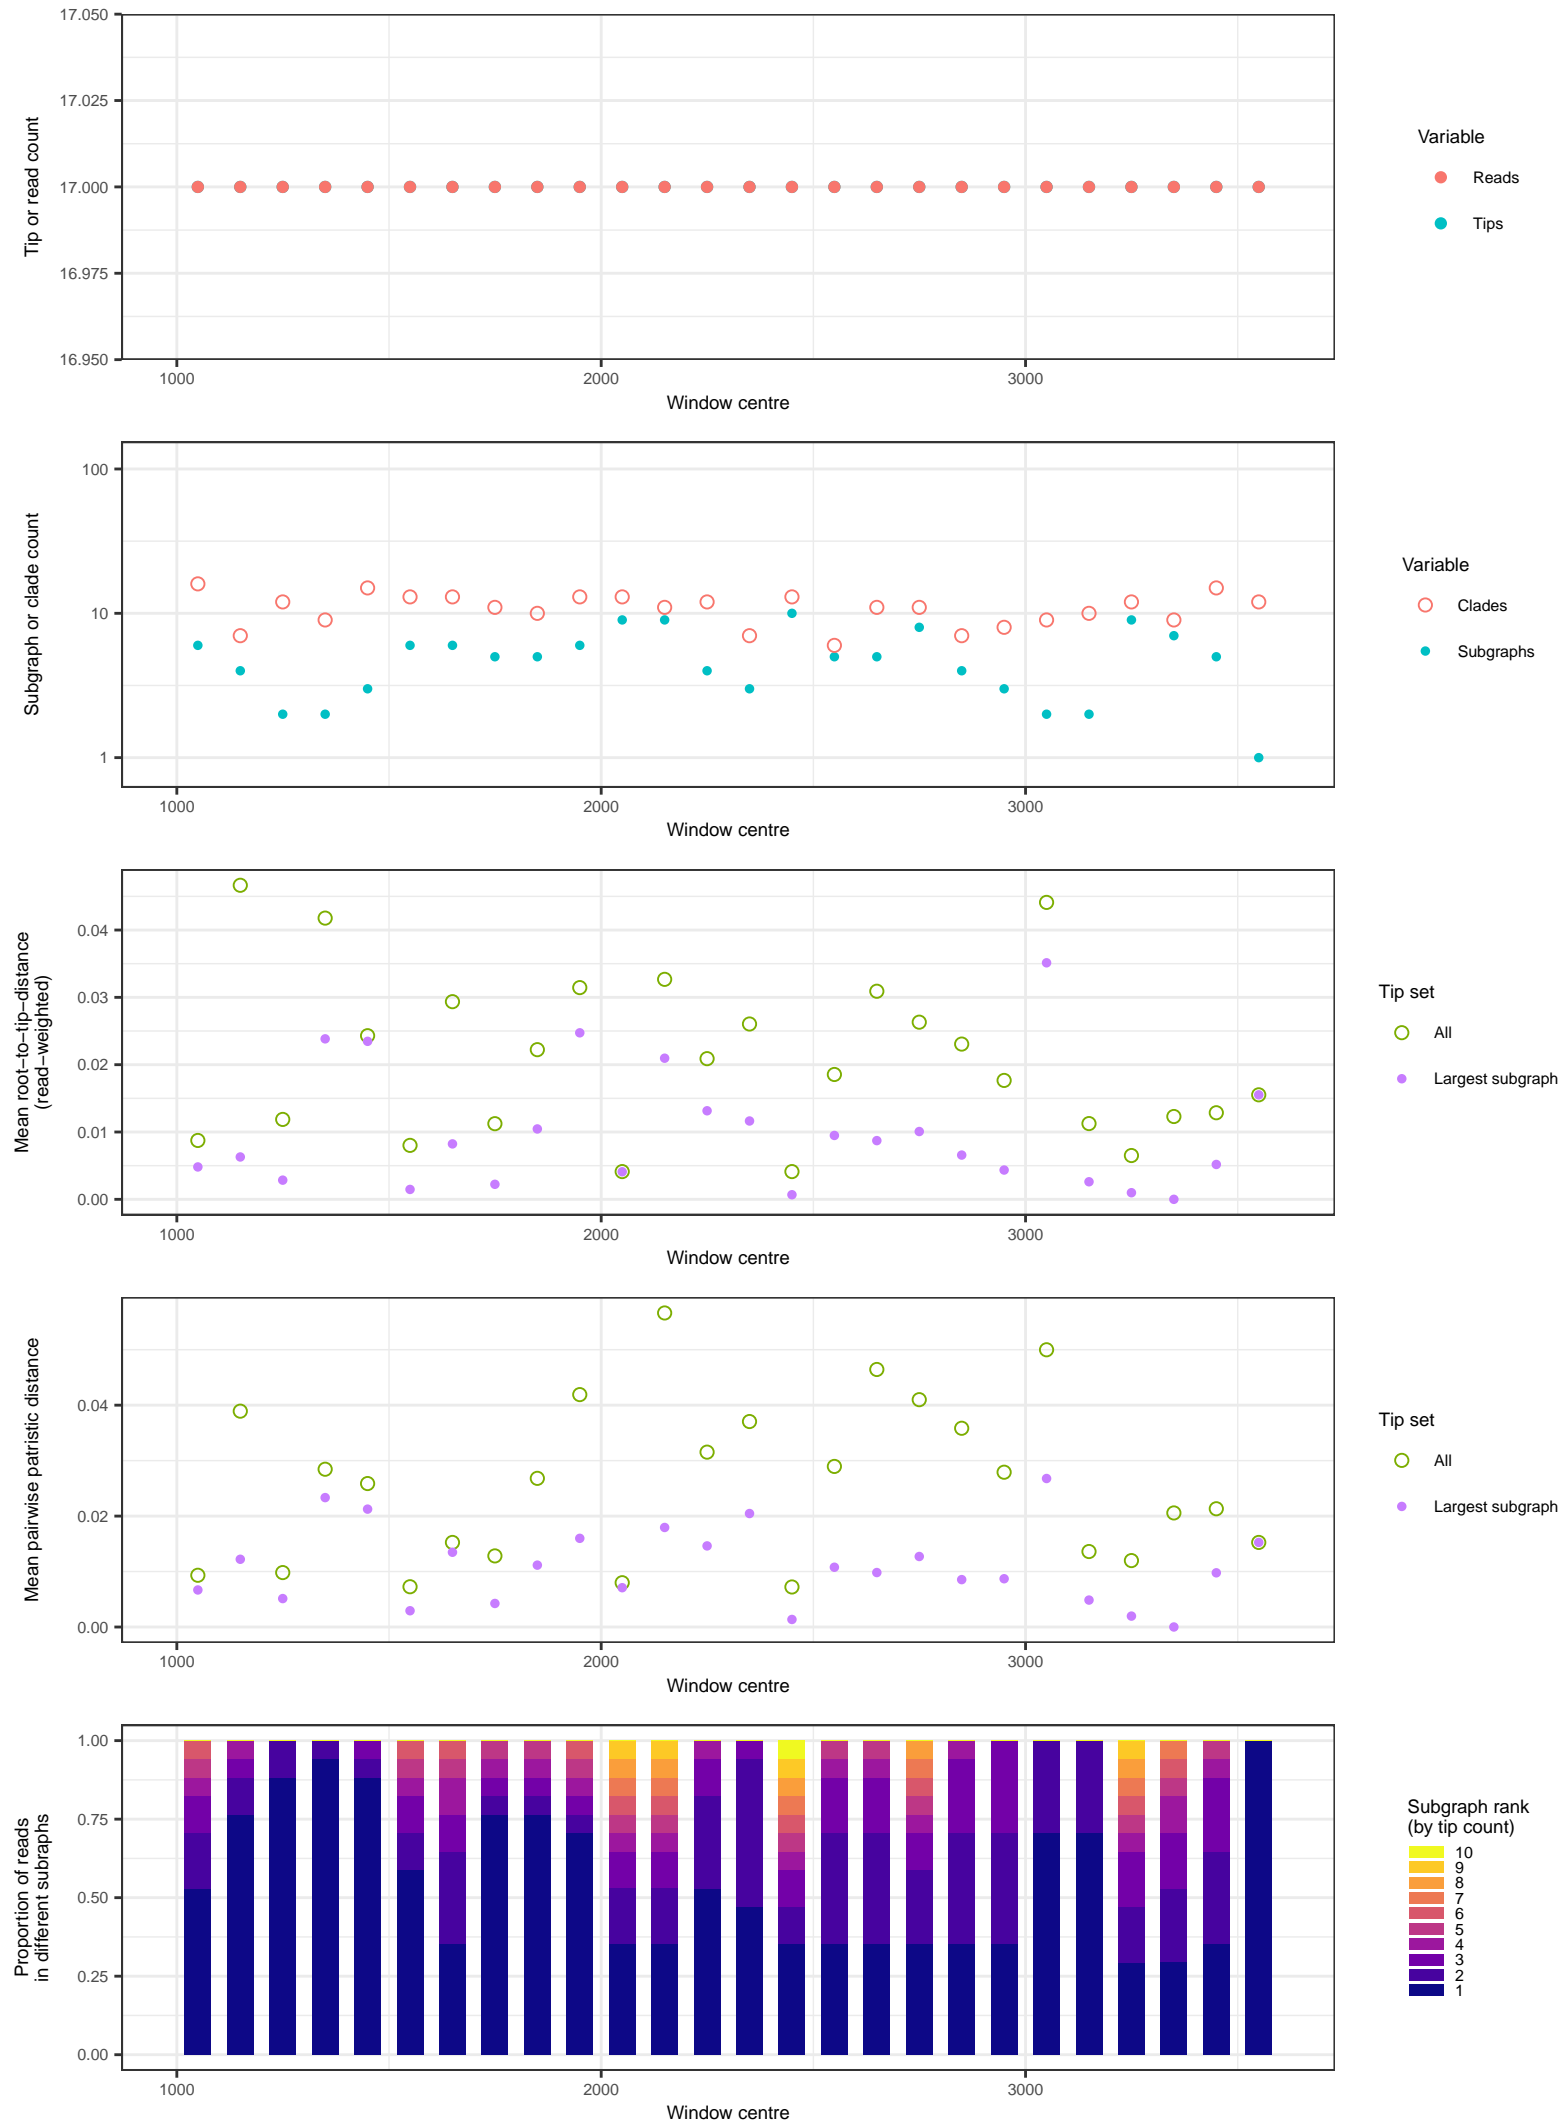 17.050
17.025
17.000
16.975
16.950
Tip or read count
1000
2000
3000
Window centre
Variable
Reads
Tips
100
10
1
Subgraph or clade count
1000
2000
3000
Window centre
Variable
Clades
Subgraphs
0.04
0.03
0.02
0.01
0.00
Mean root−to−tip−distance
(read−weighted)
1000
2000
3000
Window centre
Tip set
All
Largest subgraph
0.04
0.02
0.00
Mean pairwise patristic distance
1000
2000
3000
Window centre
Tip set
All
Largest subgraph
1.00
0.75
0.50
0.25
0.00
Proportion of reads
in different subraphs
1000
2000
3000
Window centre
Subgraph rank
(by tip count)
10
9
8
7
6
5
4
3
2
1